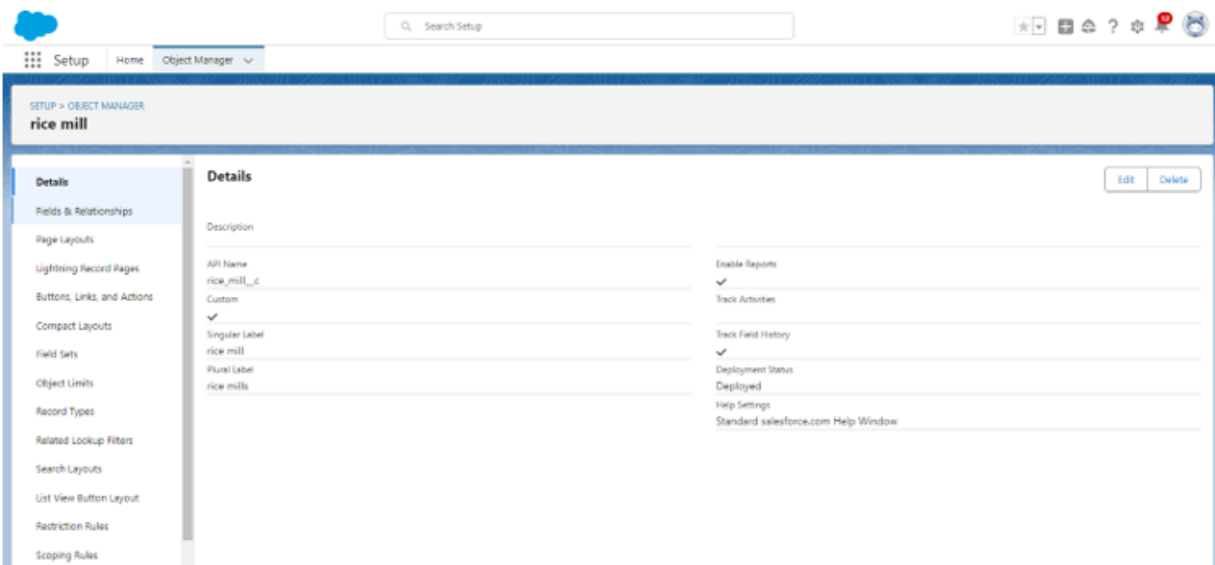 Search Setup
Setup
Home
Object Manager
SETUP > OBJECT MANAGER
rice mill
Details
Fields & Relationships
Page Layouts
Lightning Record Pages
Buttons, Links, and Actions
Compact Layouts
Field Sets
Object Limits
Record Types
Related Lookup Filters
Search Layouts
List View Button Layout
Restriction Rules
Scoping Rules
Details
Edit
Delete
Description
API Name
rice_mill__c
Custom
Singular Label
rice mill
Plural Label
rice mills
Enable Reports
Track Activities
Track Field History
Deployment Status
Deployed
Help Settings
Standard salesforce.com Help Window